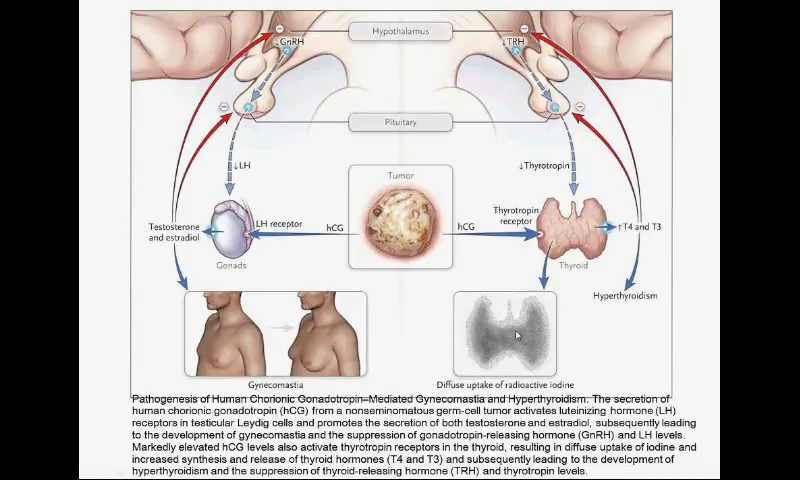 Hypothalamus
↓GnRH
↓TRH
Pituitary
↓LH
↓Thyrotropin
Tumor
Testosterone
and estradiol
LH receptor
hCG
hCG
Thyrotropin
receptor
↑T4 and T3
Gonads
Thyroid
Hyperthyroidism
Gynecomastia
Diffuse uptake of radioactive iodine
Pathogenesis of Human Chorionic Gonadotropin–Mediated Gynecomastia and Hyperthyroidism. The secretion of
human chorionic gonadotropin (hCG) from a nonseminomatous germ-cell tumor activates luteinizing hormone (LH)
receptors in testicular Leydig cells and promotes the secretion of both testosterone and estradiol, subsequently leading
to the development of gynecomastia and the suppression of gonadotropin-releasing hormone (GnRH) and LH levels.
Markedly elevated hCG levels also activate thyrotropin receptors in the thyroid, resulting in diffuse uptake of iodine and
increased synthesis and release of thyroid hormones (T4 and T3) and subsequently leading to the development of
hyperthyroidism and the suppression of thyroid-releasing hormone (TRH) and thyrotropin levels.